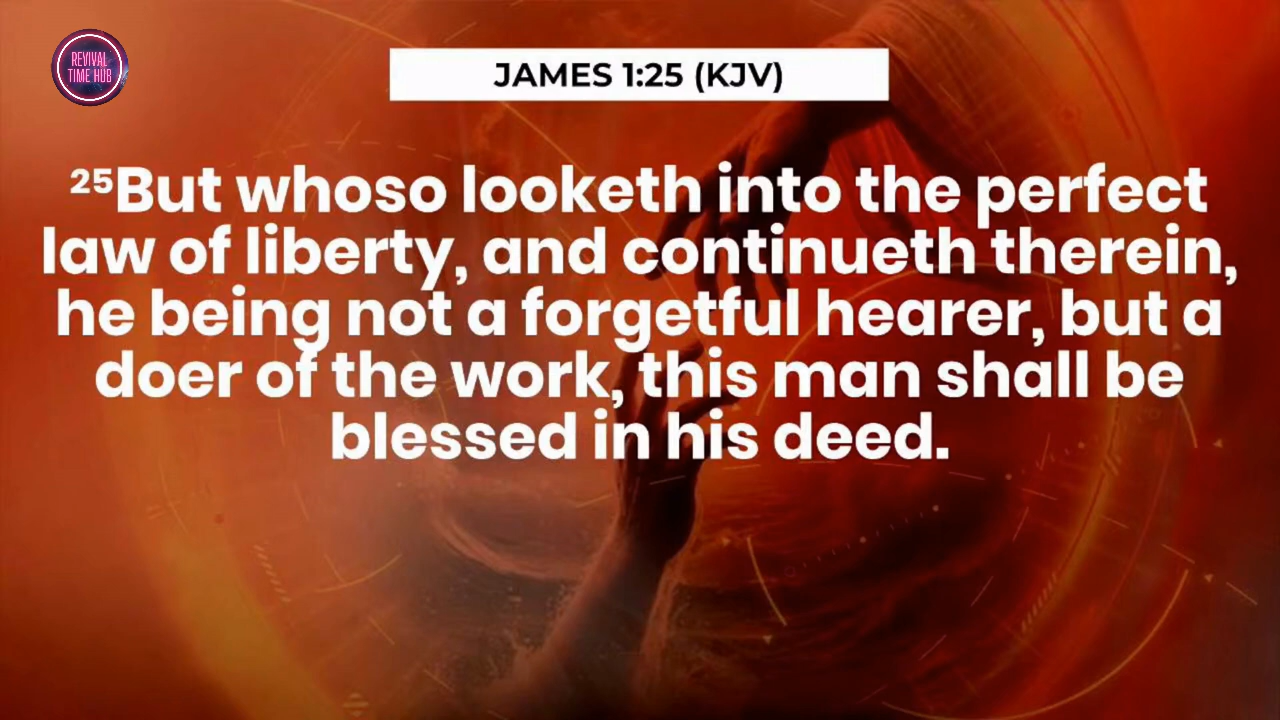 REVIVAL
TIME HUB
JAMES 1:25 (KJV)
²⁵But whoso looketh into the perfect
law of liberty, and continueth therein,
he being not a forgetful hearer, but a
doer of the work, this man shall be
blessed in his deed.